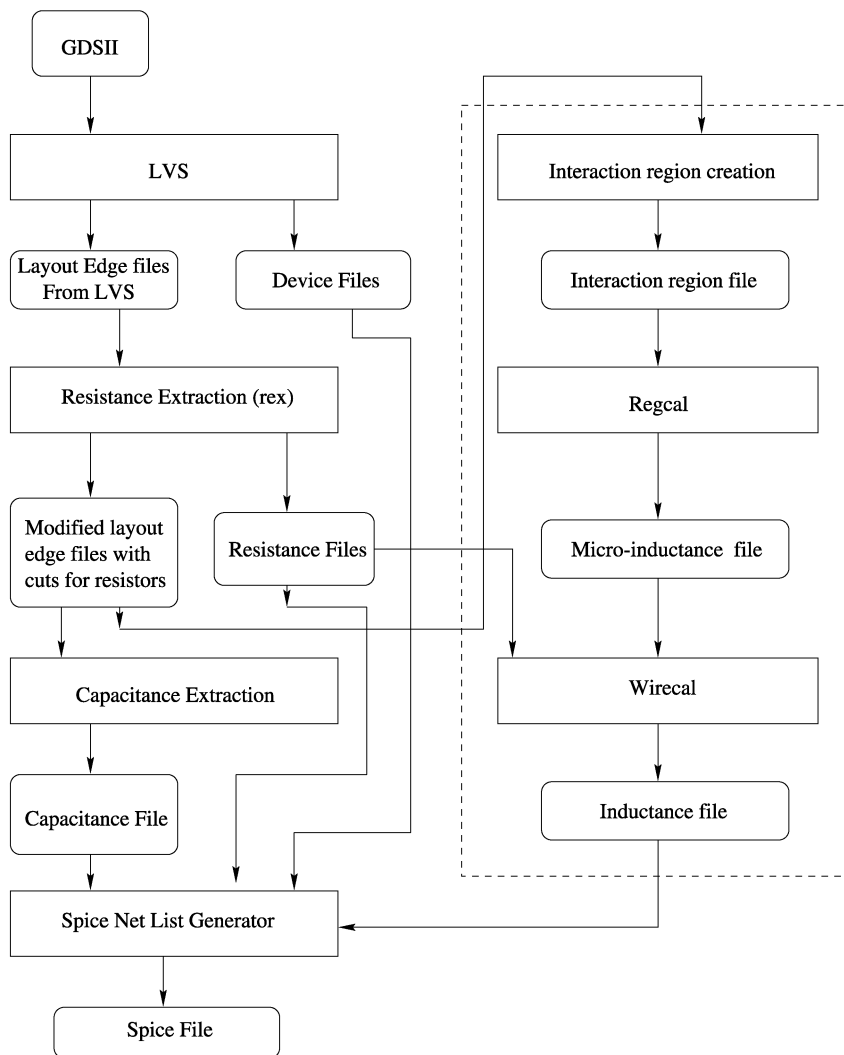 GDSII
LVS
Layout Edge files
From LVS
Device Files
Resistance Extraction (rex)
Modified layout
edge files with
cuts for resistors
Resistance Files
Capacitance Extraction
Capacitance File
Spice Net List Generator
Spice File
Interaction region creation
Interaction region file
Regcal
Micro-inductance file
Wirecal
Inductance file